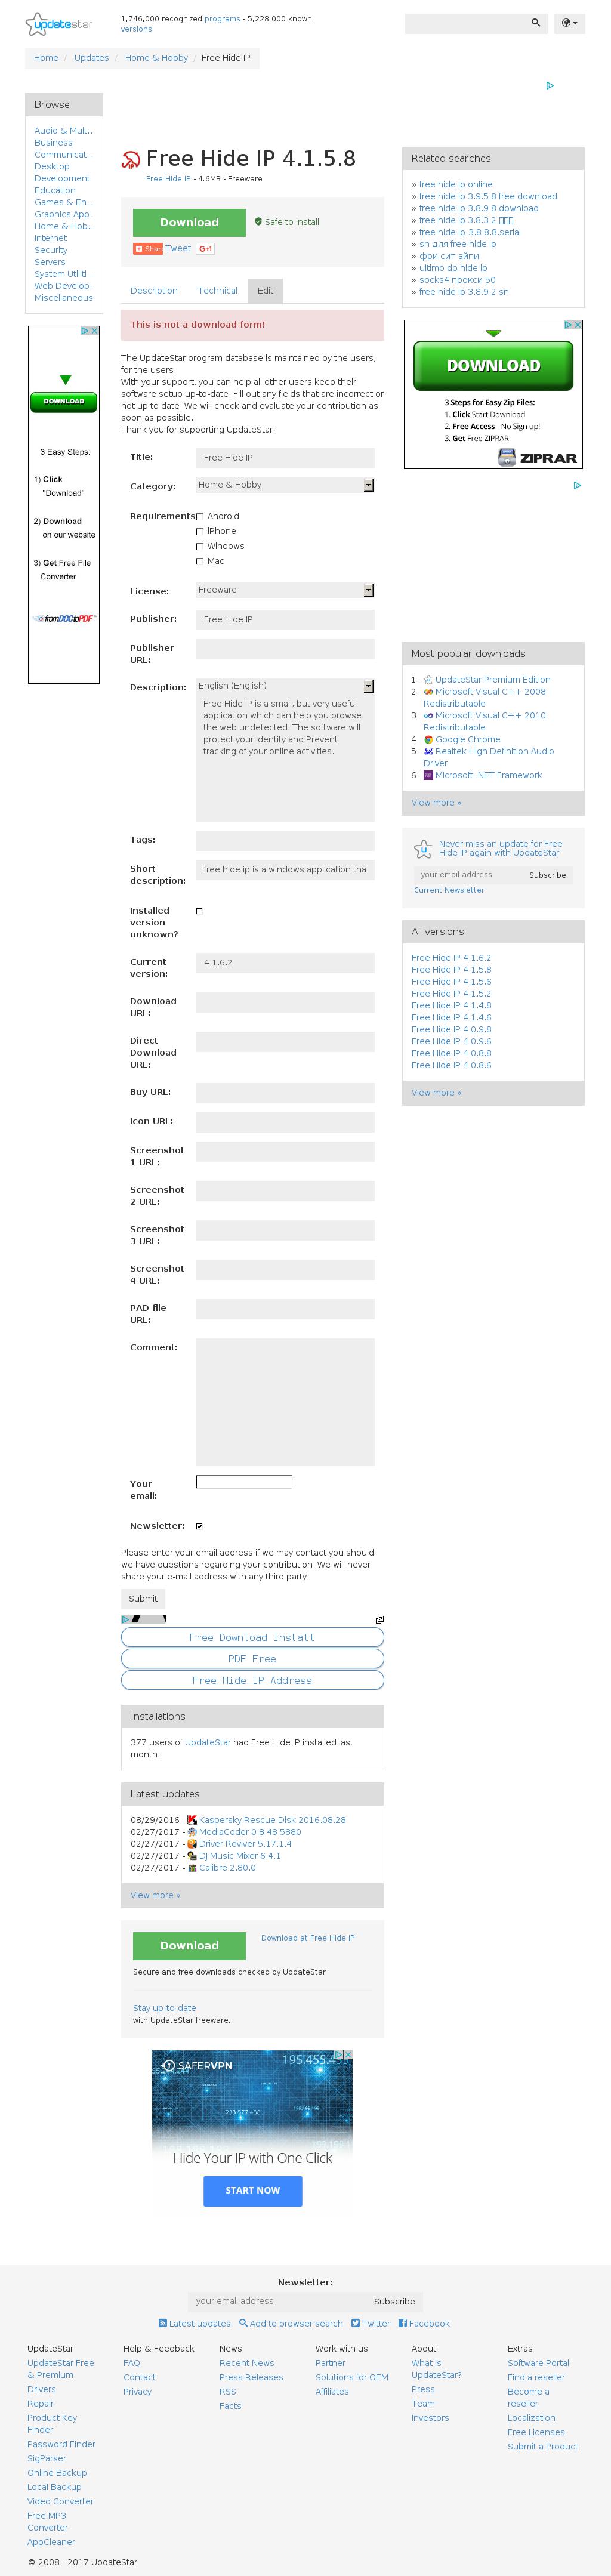 updatestar
1,746,000 recognized programs - 5,228,000 known
versions
Home / Updates / Home & Hobby / Free Hide IP
Browse
Audio & Mult..
Business
Communicat..
Desktop
Development
Education
Games & En..
Graphics App.
Home & Hob..
Internet
Security
Servers
System Utiliti..
Web Develop.
Miscellaneous
DOWNLOAD
3 Easy Steps:
1) Click
"Download"
2) Download
on our website
3) Get Free File
Converter
fromDOCtoPDF™
Free Hide IP 4.1.5.8
Free Hide IP - 4.6MB - Freeware
Download
Safe to install
Share
Tweet
G+1
Description
Technical
Edit
This is not a download form!
The UpdateStar program database is maintained by the users,
for the users.
With your support, you can help all other users keep their
software setup up-to-date. Fill out any fields that are incorrect or
not up to date. We will check and evaluate your contribution as
soon as possible.
Thank you for supporting UpdateStar!
Title:
Free Hide IP
Category:
Home & Hobby
Requirements
Android
iPhone
Windows
Mac
License:
Freeware
Publisher:
Free Hide IP
Publisher
URL:
Description:
English (English)
Free Hide IP is a small, but very useful
application which can help you browse
the web undetected. The software will
protect your Identity and Prevent
tracking of your online activities.
Tags:
Short
description:
free hide ip is a windows application tha
Installed
version
unknown?
Current
version:
4.1.6.2
Download
URL:
Direct
Download
URL:
Buy URL:
Icon URL:
Screenshot
1 URL:
Screenshot
2 URL:
Screenshot
3 URL:
Screenshot
4 URL:
PAD file
URL:
Comment:
Your
email:
Newsletter:
Please enter your email address if we may contact you should
we have questions regarding your contribution. We will never
share your e-mail address with any third party.
Submit
Free Download Install
PDF Free
Free Hide IP Address
Installations
377 users of UpdateStar had Free Hide IP installed last
month.
Latest updates
08/29/2016 - Kaspersky Rescue Disk 2016.08.28
02/27/2017 - MediaCoder 0.8.48.5880
02/27/2017 - Driver Reviver 5.17.1.4
02/27/2017 - DJ Music Mixer 6.4.1
02/27/2017 - Calibre 2.80.0
View more »
Download
Download at Free Hide IP
Secure and free downloads checked by UpdateStar
Stay up-to-date
with UpdateStar freeware.
SAFERVPN
195.455.453
Hide Your IP with One Click
START NOW
Related searches
» free hide ip online
» free hide ip 3.9.5.8 free download
» free hide ip 3.8.9.8 download
» free hide ip 3.8.3.2 ▯▯▯
» free hide ip-3.8.8.8.serial
» sn для free hide ip
» фри сит айпи
» ultimo do hide ip
» socks4 прокси 50
» free hide ip 3.8.9.2 sn
DOWNLOAD
3 Steps for Easy Zip Files:
1. Click Start Download
2. Free Access - No Sign up!
3. Get Free ZIPRAR
ZIPRAR
Most popular downloads
1. UpdateStar Premium Edition
2. Microsoft Visual C++ 2008
Redistributable
3. Microsoft Visual C++ 2010
Redistributable
4. Google Chrome
5. Realtek High Definition Audio
Driver
6. Microsoft .NET Framework
View more »
Never miss an update for Free
Hide IP again with UpdateStar
your email address
Subscribe
Current Newsletter
All versions
Free Hide IP 4.1.6.2
Free Hide IP 4.1.5.8
Free Hide IP 4.1.5.6
Free Hide IP 4.1.5.2
Free Hide IP 4.1.4.8
Free Hide IP 4.1.4.6
Free Hide IP 4.0.9.8
Free Hide IP 4.0.9.6
Free Hide IP 4.0.8.8
Free Hide IP 4.0.8.6
View more »
Newsletter:
your email address
Subscribe
Latest updates
Add to browser search
Twitter
Facebook
UpdateStar
UpdateStar Free
& Premium
Drivers
Repair
Product Key
Finder
Password Finder
SigParser
Online Backup
Local Backup
Video Converter
Free MP3
Converter
AppCleaner
Help & Feedback
FAQ
Contact
Privacy
News
Recent News
Press Releases
RSS
Facts
Work with us
Partner
Solutions for OEM
Affiliates
About
What is
UpdateStar?
Press
Team
Investors
Extras
Software Portal
Find a reseller
Become a
reseller
Localization
Free Licenses
Submit a Product
© 2008 - 2017 UpdateStar